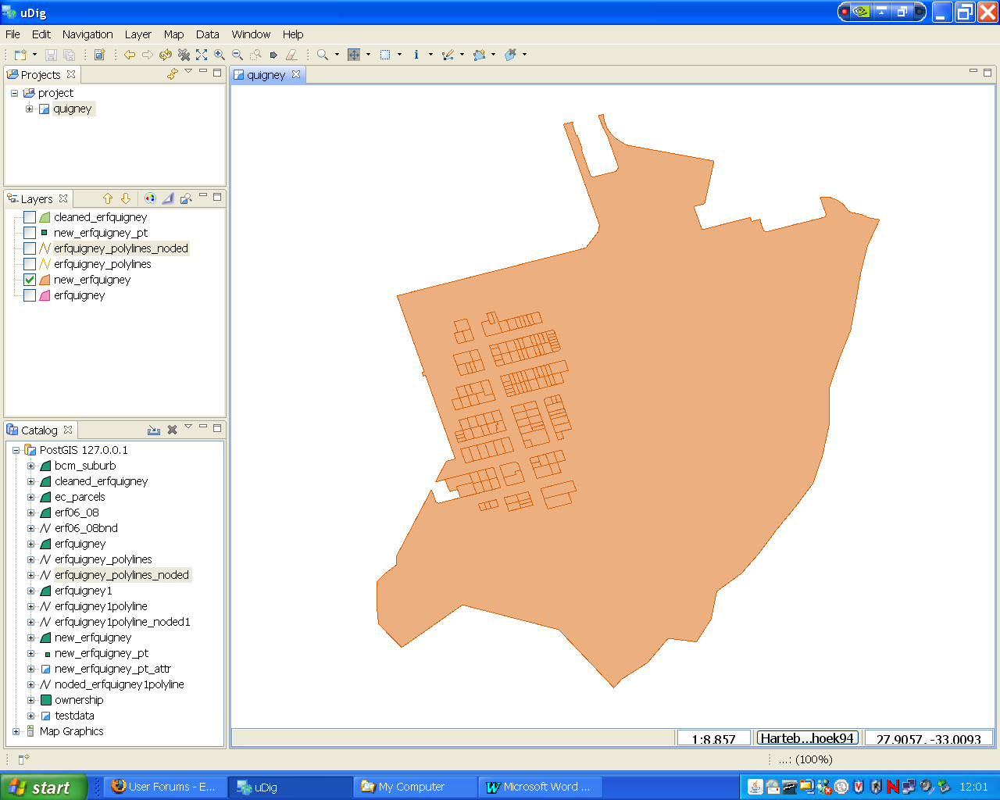 uDig
File Edit Navigation Layer Map Data Window Help
Projects
quigney
project
quigney
Layers
cleaned_erfquigney
new_erfquigney_pt
erfquigney_polylines_noded
erfquigney_polylines
new_erfquigney
erfquigney
Catalog
PostGIS 127.0.0.1
bcm_suburb
cleaned_erfquigney
ec_parcels
erf06_08
erf06_08bnd
erfquigney
erfquigney_polylines
erfquigney_polylines_noded
erfquigney1
erfquigney1polyline
erfquigney1polyline_noded1
new_erfquigney
new_erfquigney_pt
new_erfquigney_pt_attr
noded_erfquigney1polyline
ownership
testdata
Map Graphics
1:8,857 Harteb...hoek94 27.9057, -33.0093
...: (100%)
start User Forums - E... uDig My Computer Microsoft Word ... 12:01